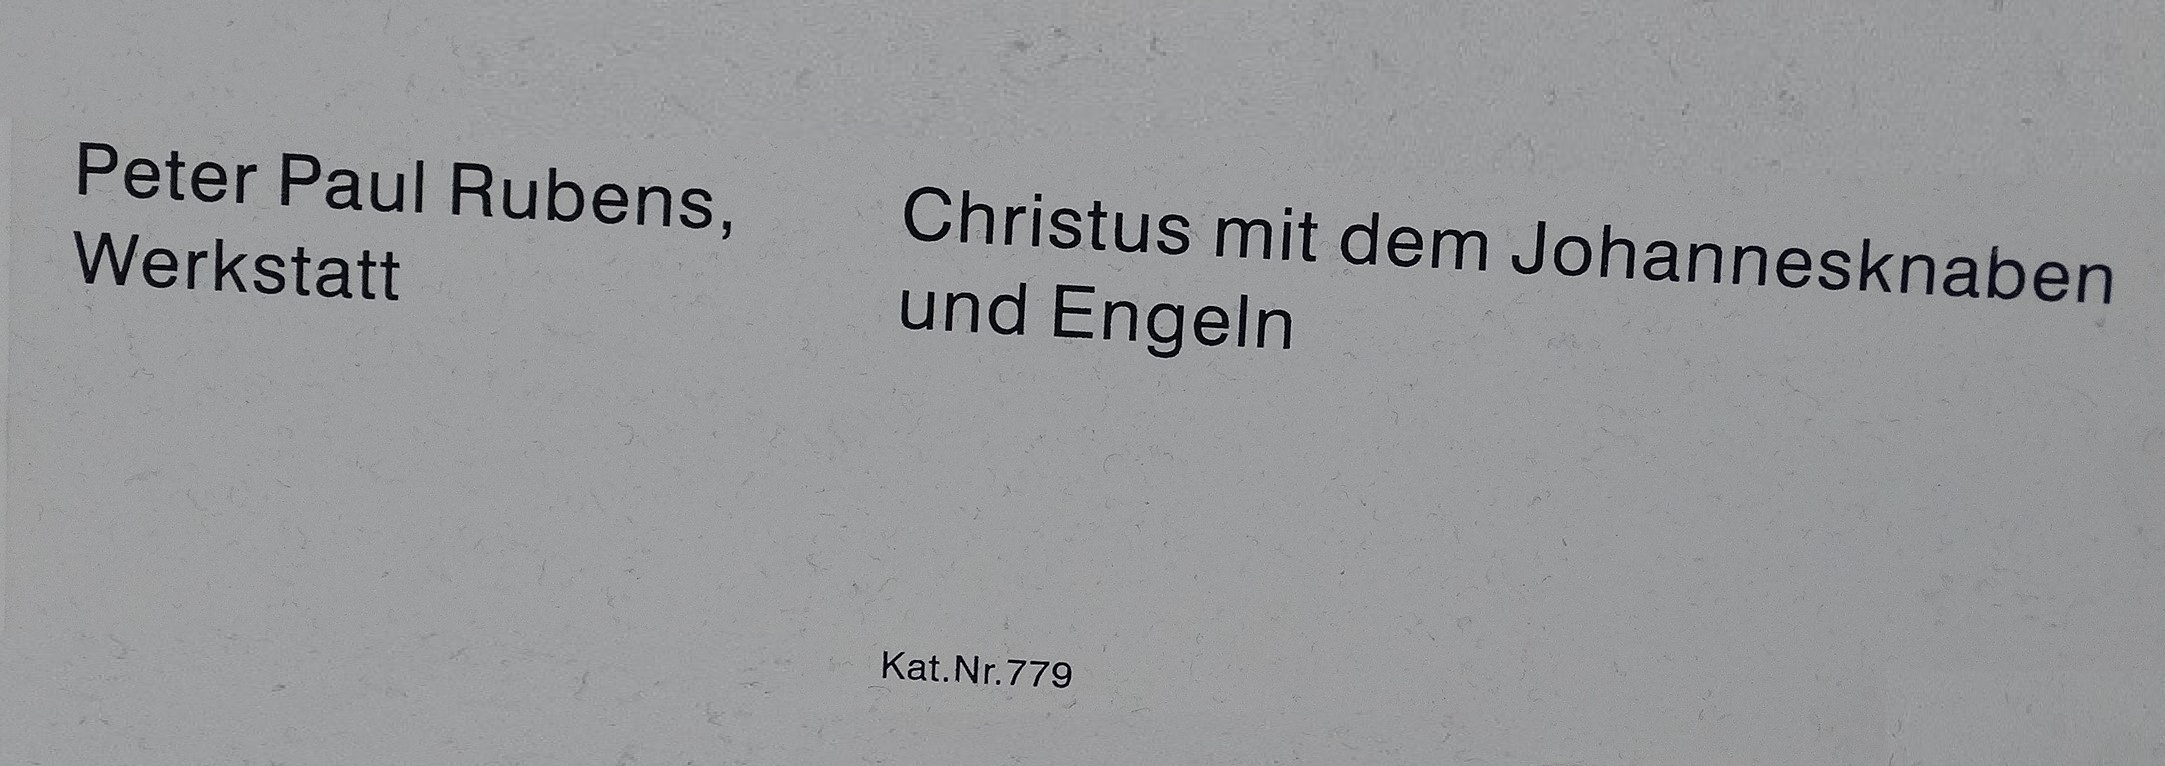 Peter Paul Rubens,
Werkstatt
Christus mit dem Johannesknaben
und Engeln
Kat.Nr.779